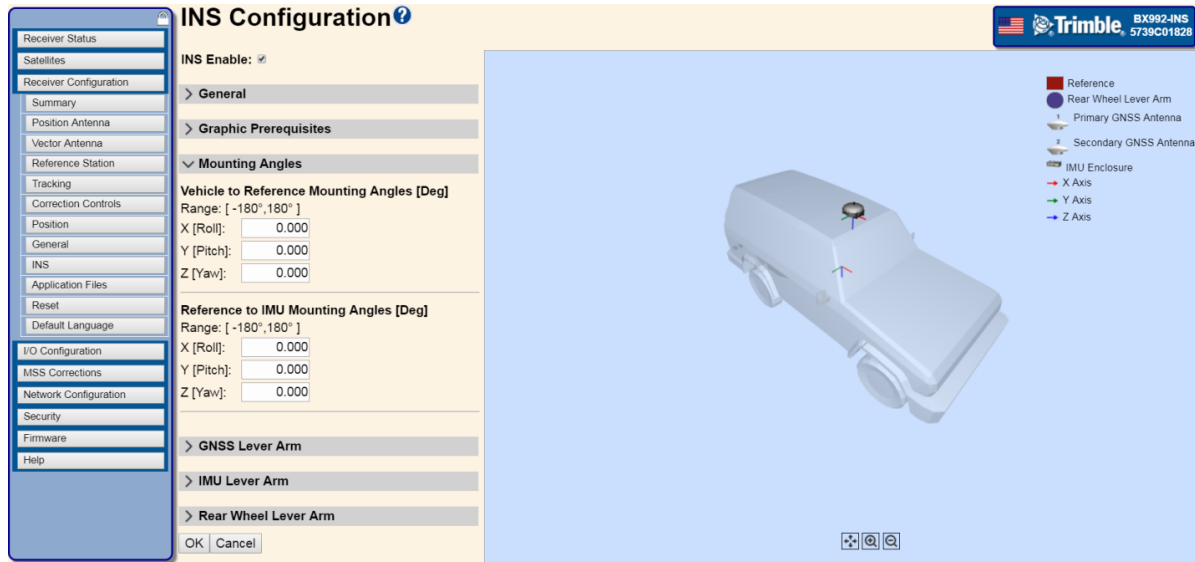 INS Configuration?
Trimble. BX992-INS
5739C01828
Receiver Status
Satellites
Receiver Configuration
Summary
Position Antenna
Vector Antenna
Reference Station
Tracking
Correction Controls
Position
General
INS
Application Files
Reset
Default Language
I/O Configuration
MSS Corrections
Network Configuration
Security
Firmware
Help
INS Enable:
General
Graphic Prerequisites
Mounting Angles
Vehicle to Reference Mounting Angles [Deg]
Range: [ -180°,180° ]
X [Roll]: 0.000
Y [Pitch]: 0.000
Z [Yaw]: 0.000
Reference to IMU Mounting Angles [Deg]
Range: [ -180°,180° ]
X [Roll]: 0.000
Y [Pitch]: 0.000
Z [Yaw]: 0.000
GNSS Lever Arm
IMU Lever Arm
Rear Wheel Lever Arm
OK Cancel
Reference
Rear Wheel Lever Arm
1 Primary GNSS Antenna
2 Secondary GNSS Antenna
IMU Enclosure
X Axis
Y Axis
Z Axis